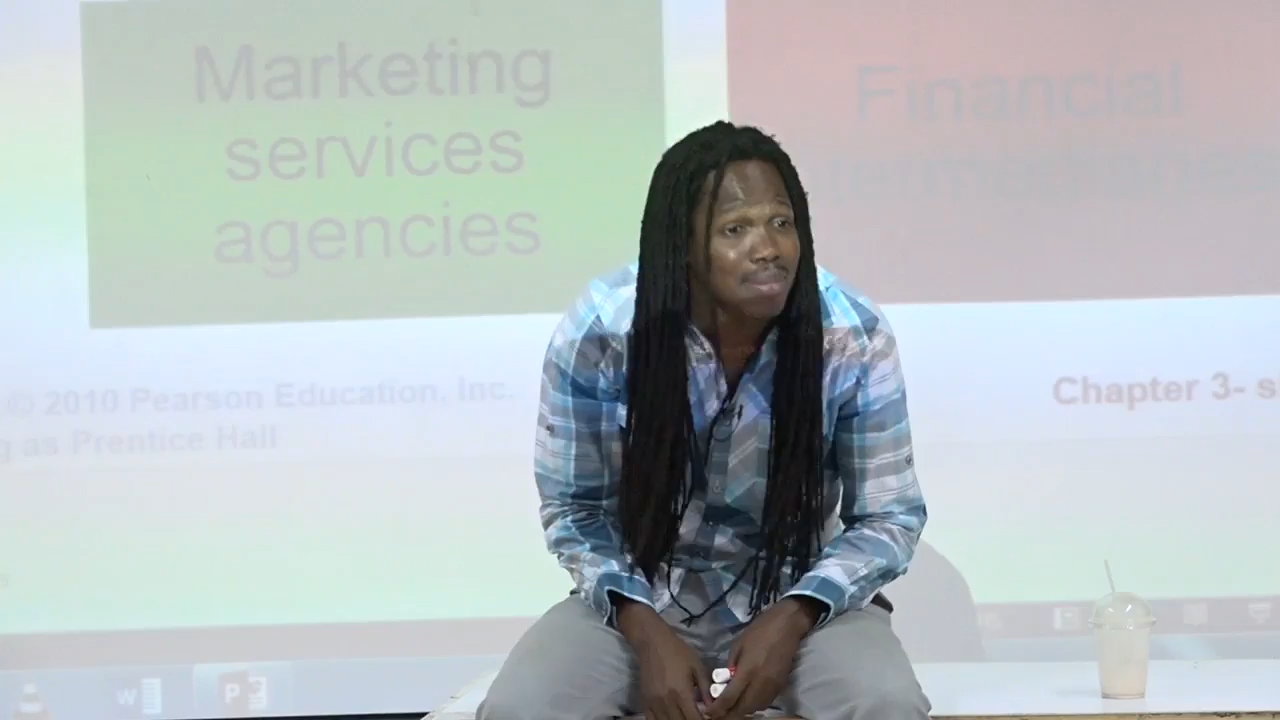 Marketing
services
agencies
Financial
© 2010 Pearson Education, Inc.
g as Prentice Hall
Chapter 3- s